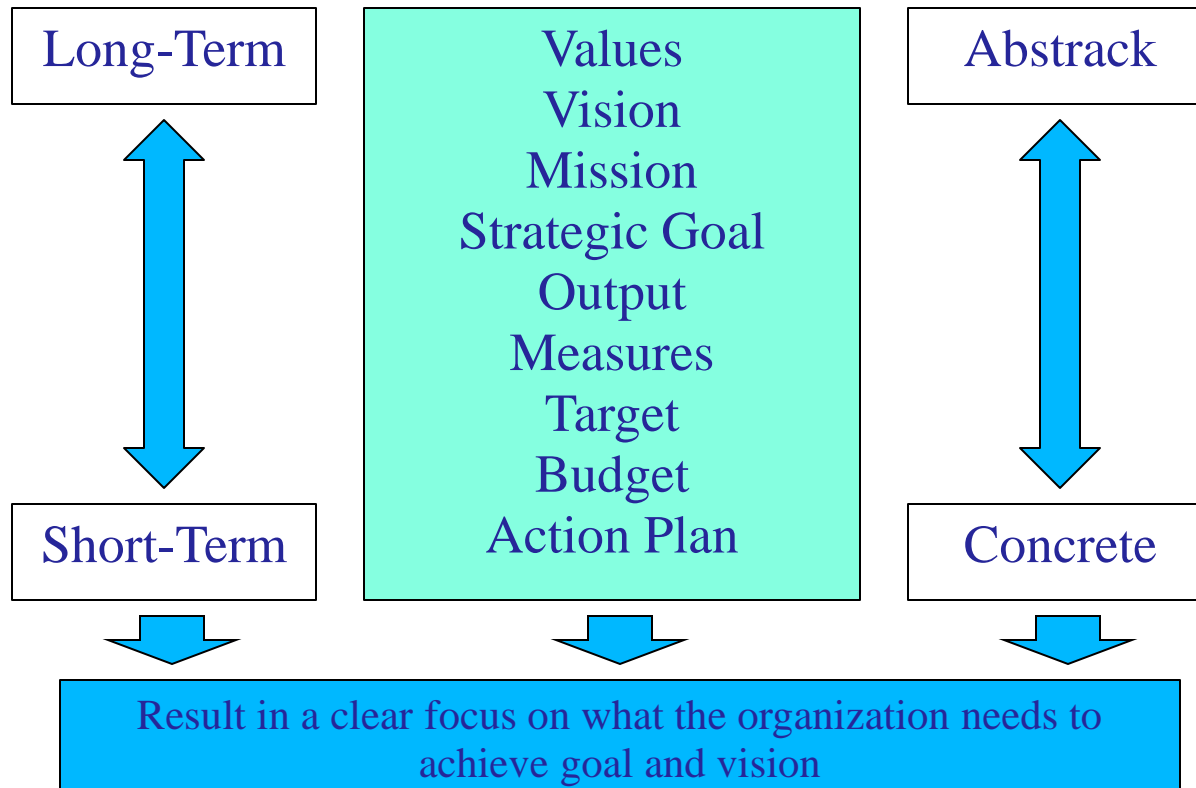 Long-Term
Values
Vision
Mission
Strategic Goal
Output
Measures
Target
Budget
Action Plan
Abstrack
Short-Term
Concrete
Result in a clear focus on what the organization needs to
achieve goal and vision